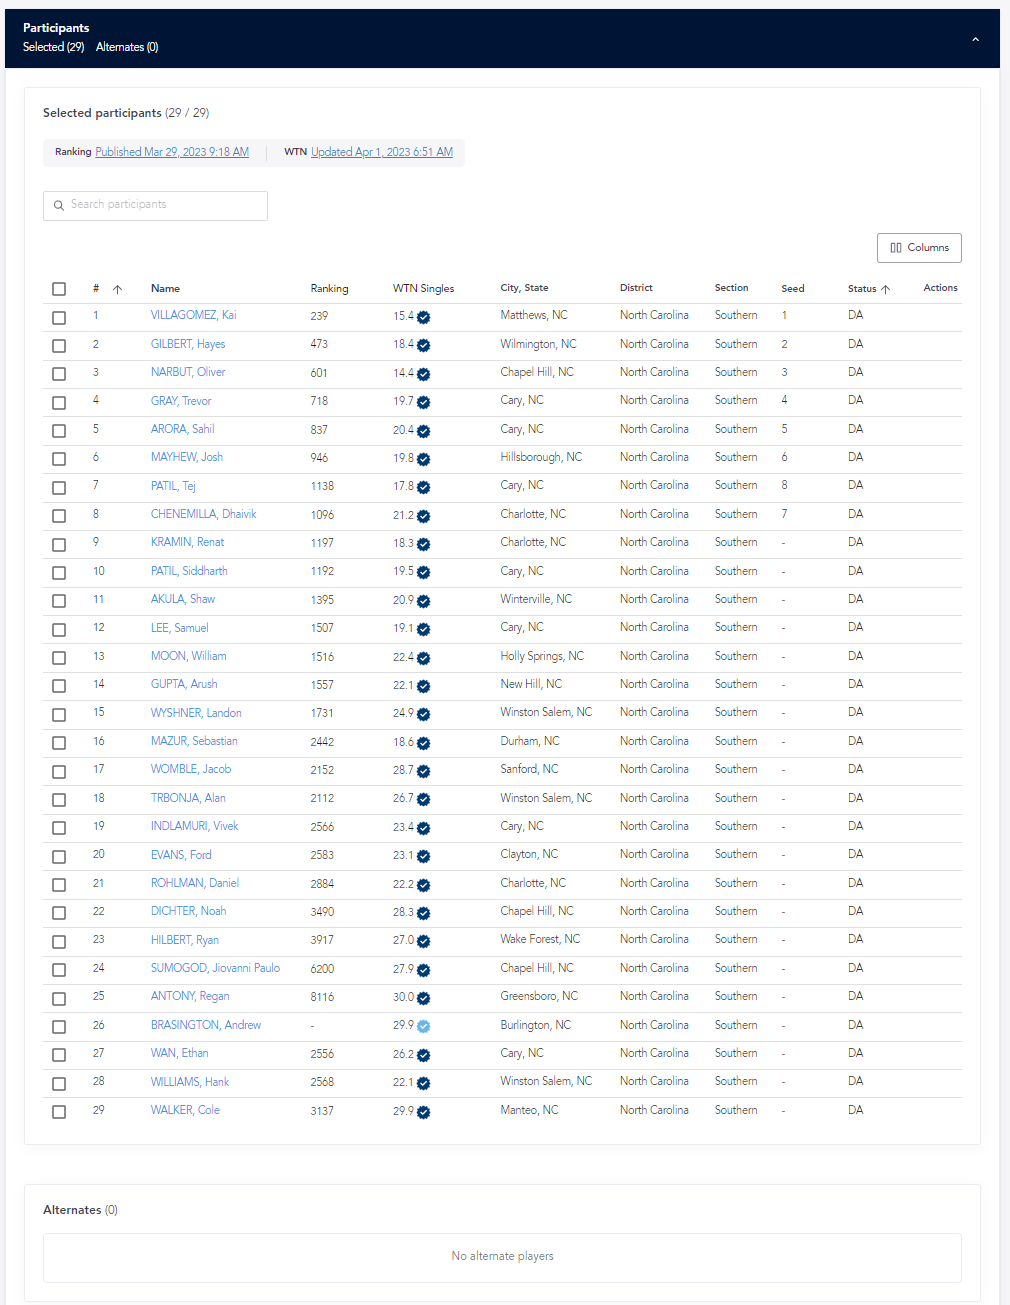 Participants
Selected (29) Alternates (0)
Selected participants (29 / 29)
Ranking Published Mar 29, 2023 9:18 AM WTN Updated Apr 1, 2023 6:51 AM
Search participants
Columns
# Name Ranking WTN Singles City, State District Section Seed Status Actions
1 VILLAGOMEZ, Kai 239 15.4 Matthews, NC North Carolina Southern 1 DA
2 GILBERT, Hayes 473 18.4 Wilmington, NC North Carolina Southern 2 DA
3 NARBUT, Oliver 601 14.4 Chapel Hill, NC North Carolina Southern 3 DA
4 GRAY, Trevor 718 19.7 Cary, NC North Carolina Southern 4 DA
5 ARORA, Sahil 837 20.4 Cary, NC North Carolina Southern 5 DA
6 MAYHEW, Josh 946 19.8 Hillsborough, NC North Carolina Southern 6 DA
7 PATIL, Tej 1138 17.8 Cary, NC North Carolina Southern 8 DA
8 CHENEMILLA, Dhaivik 1096 21.2 Charlotte, NC North Carolina Southern 7 DA
9 KRAMIN, Renat 1197 18.3 Charlotte, NC North Carolina Southern - DA
10 PATIL, Siddharth 1192 19.5 Cary, NC North Carolina Southern - DA
11 AKULA, Shaw 1395 20.9 Winterville, NC North Carolina Southern - DA
12 LEE, Samuel 1507 19.1 Cary, NC North Carolina Southern - DA
13 MOON, William 1516 22.4 Holly Springs, NC North Carolina Southern - DA
14 GUPTA, Arush 1557 22.1 New Hill, NC North Carolina Southern - DA
15 WYSHNER, Landon 1731 24.9 Winston Salem, NC North Carolina Southern - DA
16 MAZUR, Sebastian 2442 18.6 Durham, NC North Carolina Southern - DA
17 WOMBLE, Jacob 2152 28.7 Sanford, NC North Carolina Southern - DA
18 TRBONJA, Alan 2112 26.7 Winston Salem, NC North Carolina Southern - DA
19 INDLAMURI, Vivek 2566 23.4 Cary, NC North Carolina Southern - DA
20 EVANS, Ford 2583 23.1 Clayton, NC North Carolina Southern - DA
21 ROHLMAN, Daniel 2884 22.2 Charlotte, NC North Carolina Southern - DA
22 DICHTER, Noah 3490 28.3 Chapel Hill, NC North Carolina Southern - DA
23 HILBERT, Ryan 3917 27.0 Wake Forest, NC North Carolina Southern - DA
24 SUMOGOD, Jiovanni Paulo 6200 27.9 Chapel Hill, NC North Carolina Southern - DA
25 ANTONY, Regan 8116 30.0 Greensboro, NC North Carolina Southern - DA
26 BRASINGTON, Andrew - 29.9 Burlington, NC North Carolina Southern - DA
27 WAN, Ethan 2556 26.2 Cary, NC North Carolina Southern - DA
28 WILLIAMS, Hank 2568 22.1 Winston Salem, NC North Carolina Southern - DA
29 WALKER, Cole 3137 29.9 Manteo, NC North Carolina Southern - DA
Alternates (0)
No alternate players